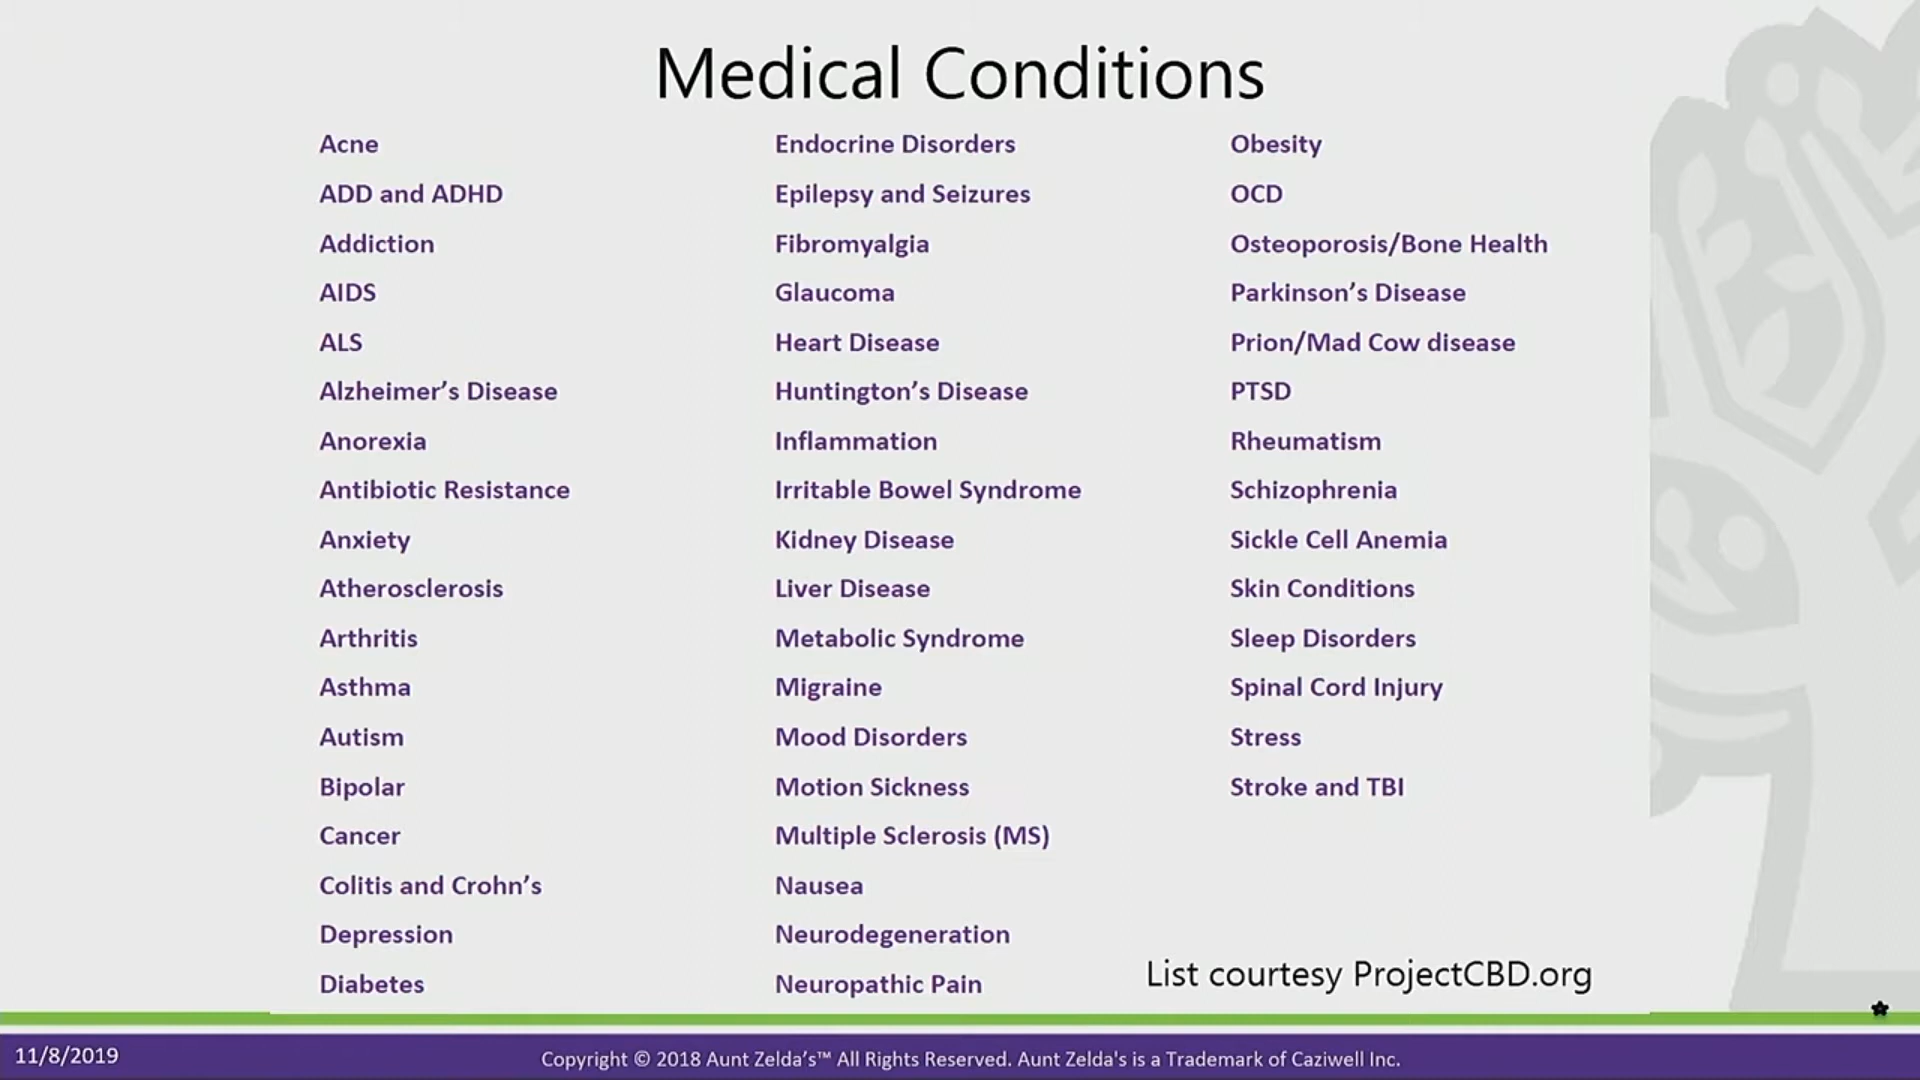 Medical Conditions
Acne
ADD and ADHD
Addiction
AIDS
ALS
Alzheimer’s Disease
Anorexia
Antibiotic Resistance
Anxiety
Atherosclerosis
Arthritis
Asthma
Autism
Bipolar
Cancer
Colitis and Crohn’s
Depression
Diabetes
Endocrine Disorders
Epilepsy and Seizures
Fibromyalgia
Glaucoma
Heart Disease
Huntington’s Disease
Inflammation
Irritable Bowel Syndrome
Kidney Disease
Liver Disease
Metabolic Syndrome
Migraine
Mood Disorders
Motion Sickness
Multiple Sclerosis (MS)
Nausea
Neurodegeneration
Neuropathic Pain
Obesity
OCD
Osteoporosis/Bone Health
Parkinson’s Disease
Prion/Mad Cow disease
PTSD
Rheumatism
Schizophrenia
Sickle Cell Anemia
Skin Conditions
Sleep Disorders
Spinal Cord Injury
Stress
Stroke and TBI
List courtesy ProjectCBD.org
11/8/2019
Copyright © 2018 Aunt Zelda’s™ All Rights Reserved. Aunt Zelda's is a Trademark of Caziwell Inc.